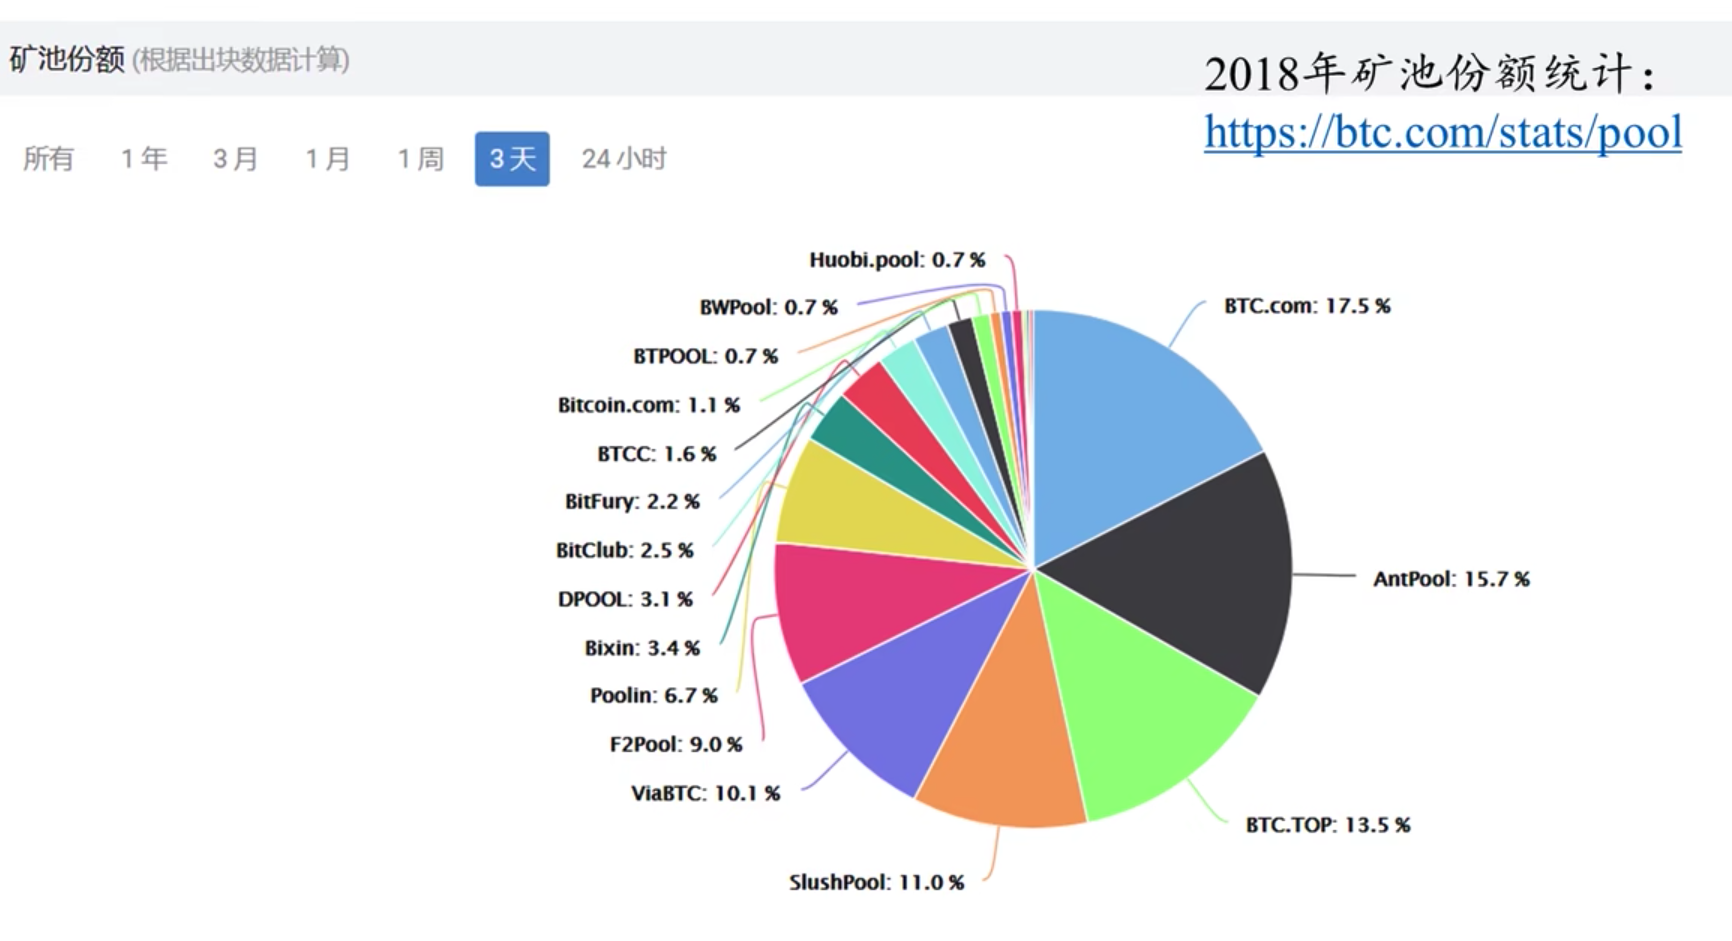 矿池份额 (根据出块数据计算)
2018年矿池份额统计：
https://btc.com/stats/pool
所有 1 年 3 月 1 月 1 周 3 天 24 小时
Huobi.pool: 0.7 %
BWPool: 0.7 %
BTPOOL: 0.7 %
Bitcoin.com: 1.1 %
BTCC: 1.6 %
BitFury: 2.2 %
BitClub: 2.5 %
DPOOL: 3.1 %
Bixin: 3.4 %
Poolin: 6.7 %
F2Pool: 9.0 %
ViaBTC: 10.1 %
SlushPool: 11.0 %
BTC.com: 17.5 %
AntPool: 15.7 %
BTC.TOP: 13.5 %